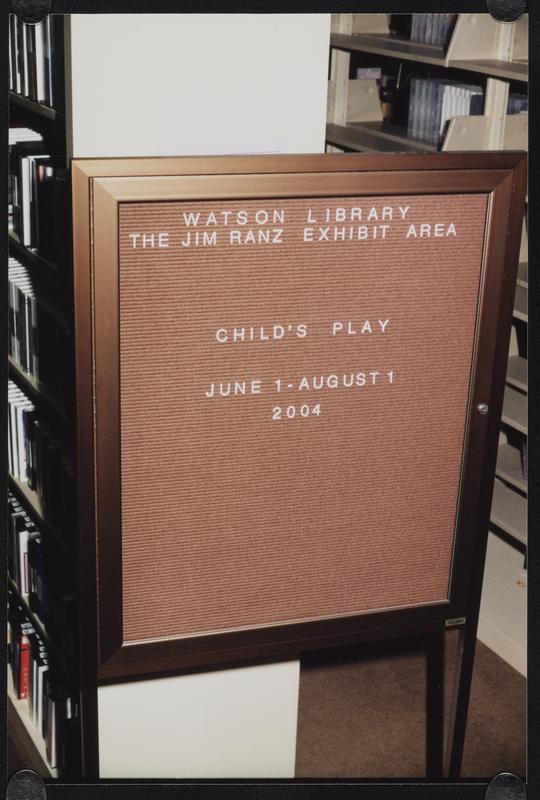 WATSON LIBRARY
THE JIM RANZ EXHIBIT AREA
CHILD'S PLAY
JUNE 1-AUGUST 1
2004